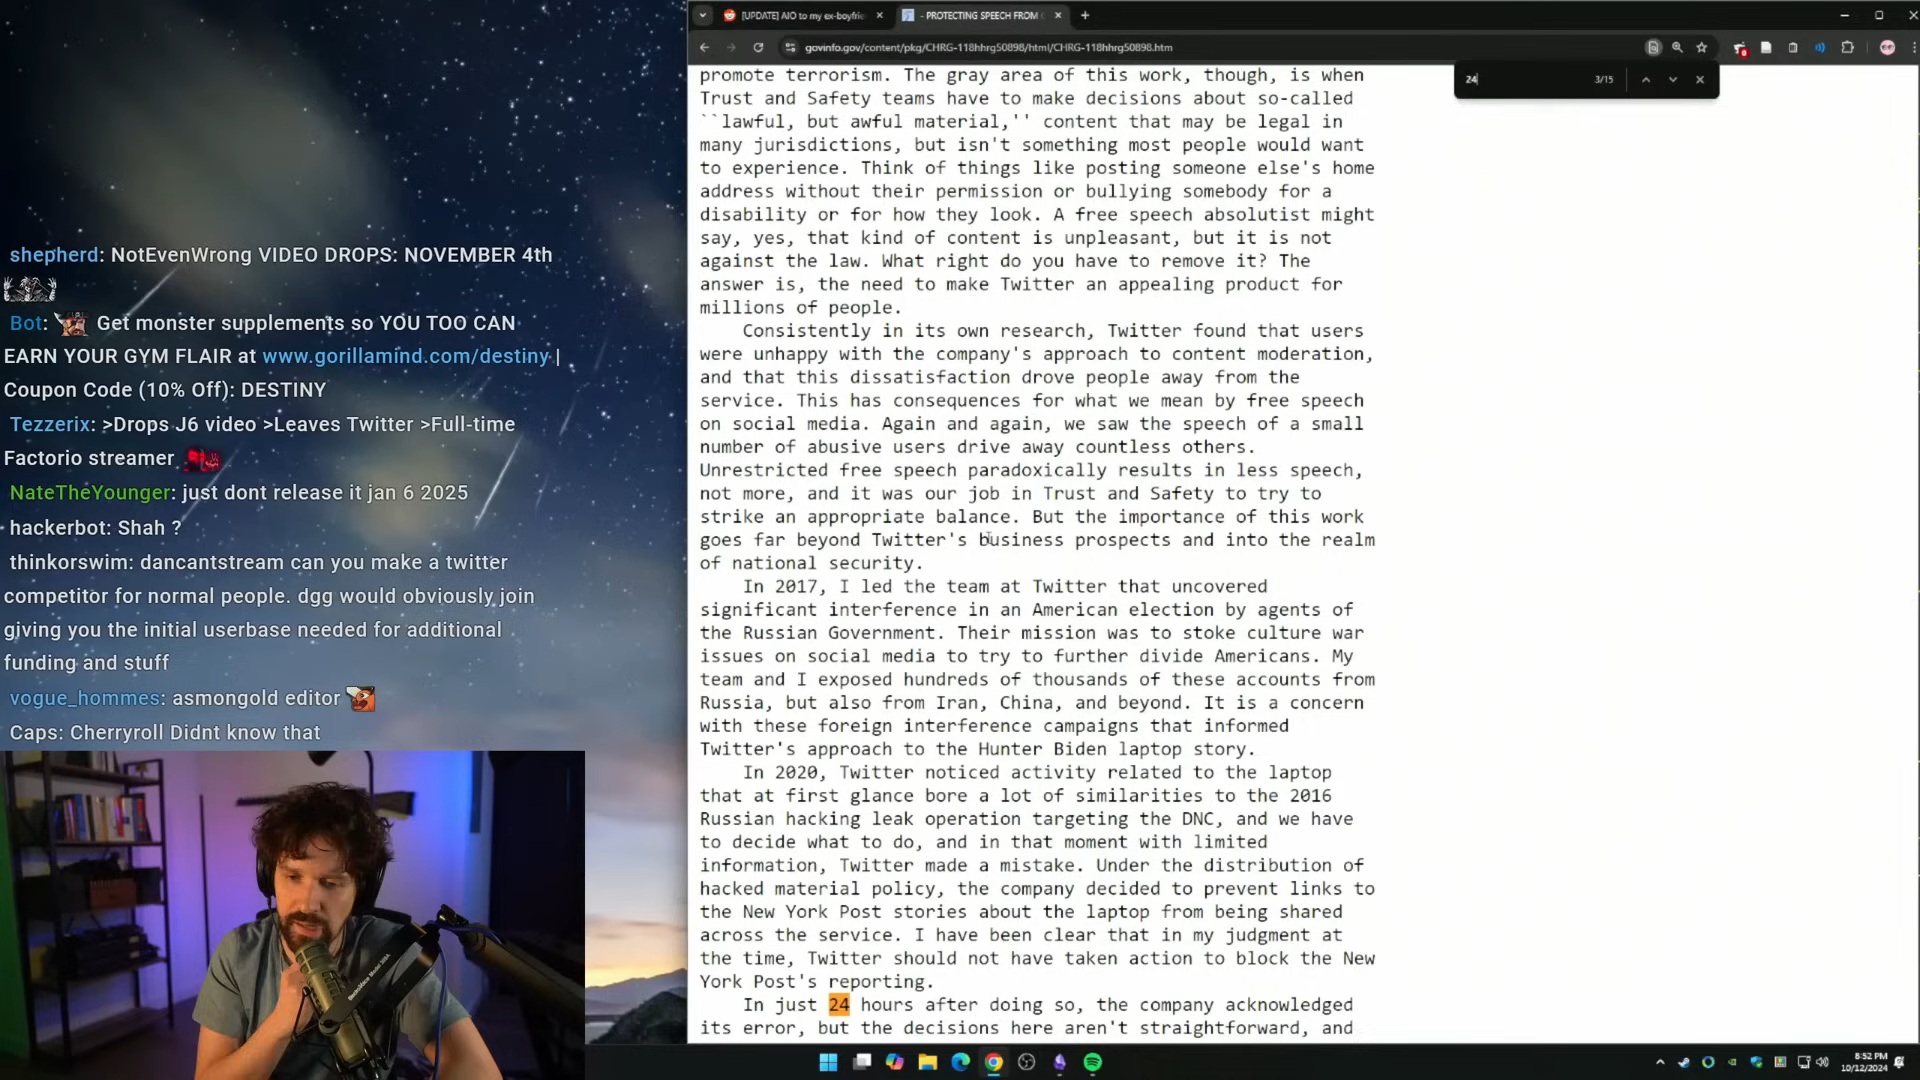 shepherd: NotEvenWrong VIDEO DROPS: NOVEMBER 4th
Bot: Get monster supplements so YOU TOO CAN
EARN YOUR GYM FLAIR at www.gorillamind.com/destiny |
Coupon Code (10% Off): DESTINY
Tezzerix: >Drops J6 video >Leaves Twitter >Full-time
Factorio streamer
NateTheYounger: just dont release it jan 6 2025
hackerbot: Shah ?
thinkorswim: dancantstream can you make a twitter
competitor for normal people. dgg would obviously join
giving you the initial userbase needed for additional
funding and stuff
vogue_hommes: asmongold editor
Caps: Cherryroll Didnt know that
[UPDATE] AIO to my ex-boyfrie
- PROTECTING SPEECH FROM
govinfo.gov/content/pkg/CHRG-118hhrg50898/html/CHRG-118hhrg50898.htm
24 3/15
promote terrorism. The gray area of this work, though, is when
Trust and Safety teams have to make decisions about so-called
``lawful, but awful material,'' content that may be legal in
many jurisdictions, but isn't something most people would want
to experience. Think of things like posting someone else's home
address without their permission or bullying somebody for a
disability or for how they look. A free speech absolutist might
say, yes, that kind of content is unpleasant, but it is not
against the law. What right do you have to remove it? The
answer is, the need to make Twitter an appealing product for
millions of people.
Consistently in its own research, Twitter found that users
were unhappy with the company's approach to content moderation,
and that this dissatisfaction drove people away from the
service. This has consequences for what we mean by free speech
on social media. Again and again, we saw the speech of a small
number of abusive users drive away countless others.
Unrestricted free speech paradoxically results in less speech,
not more, and it was our job in Trust and Safety to try to
strike an appropriate balance. But the importance of this work
goes far beyond Twitter's business prospects and into the realm
of national security.
In 2017, I led the team at Twitter that uncovered
significant interference in an American election by agents of
the Russian Government. Their mission was to stoke culture war
issues on social media to try to further divide Americans. My
team and I exposed hundreds of thousands of these accounts from
Russia, but also from Iran, China, and beyond. It is a concern
with these foreign interference campaigns that informed
Twitter's approach to the Hunter Biden laptop story.
In 2020, Twitter noticed activity related to the laptop
that at first glance bore a lot of similarities to the 2016
Russian hacking leak operation targeting the DNC, and we have
to decide what to do, and in that moment with limited
information, Twitter made a mistake. Under the distribution of
hacked material policy, the company decided to prevent links to
the New York Post stories about the laptop from being shared
across the service. I have been clear that in my judgment at
the time, Twitter should not have taken action to block the New
York Post's reporting.
In just 24 hours after doing so, the company acknowledged
its error, but the decisions here aren't straightforward, and
8:52 PM
10/12/2024